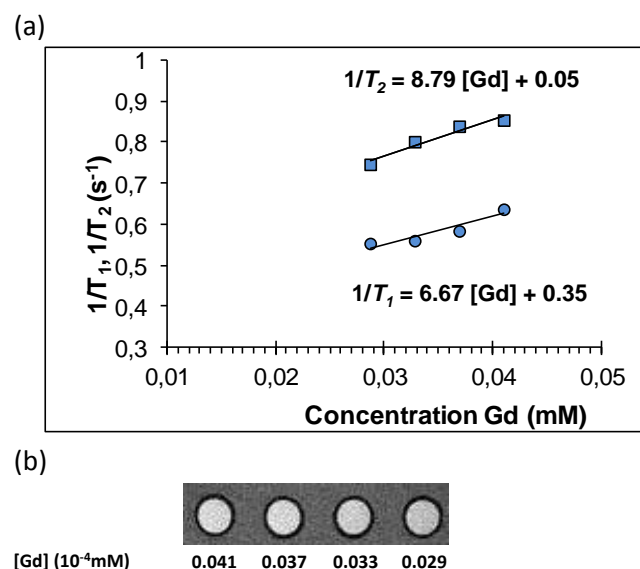 (a)
1/T₂ = 8.79 [Gd] + 0.05
1
0,9
0,8
0,7
0,6
0,5
0,4
0,3
1/T₁, 1/T₂ (s⁻¹)
1/T₁ = 6.67 [Gd] + 0.35
0,01 0,02 0,03 0,04 0,05
Concentration Gd (mM)
(b)
[Gd] (10⁻⁴mM) 0.041 0.037 0.033 0.029